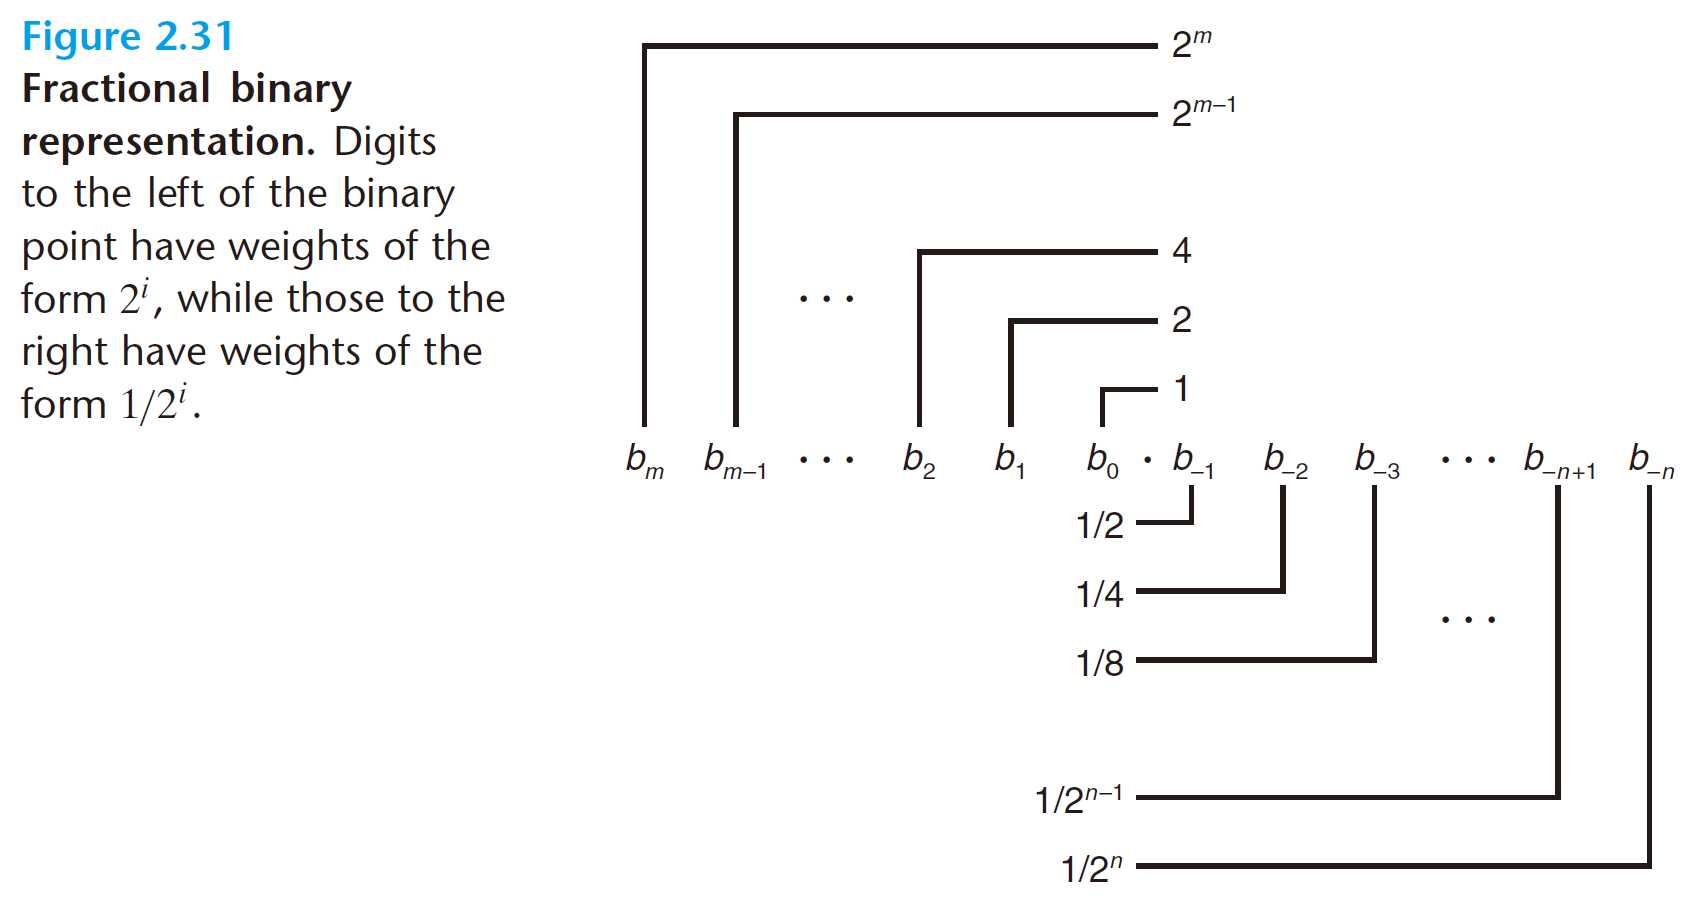 Figure 2.31
Fractional binary
representation. Digits
to the left of the binary
point have weights of the
form 2^i, while those to the
right have weights of the
form 1/2^i.
2^m
2^{m–1}
4
· · ·
2
1
b_m b_{m–1} · · · b_2 b_1 b_0 · b_{–1} b_{–2} b_{–3} · · · b_{–n+1} b_{–n}
1/2
1/4
· · ·
1/8
1/2^{n–1}
1/2^n